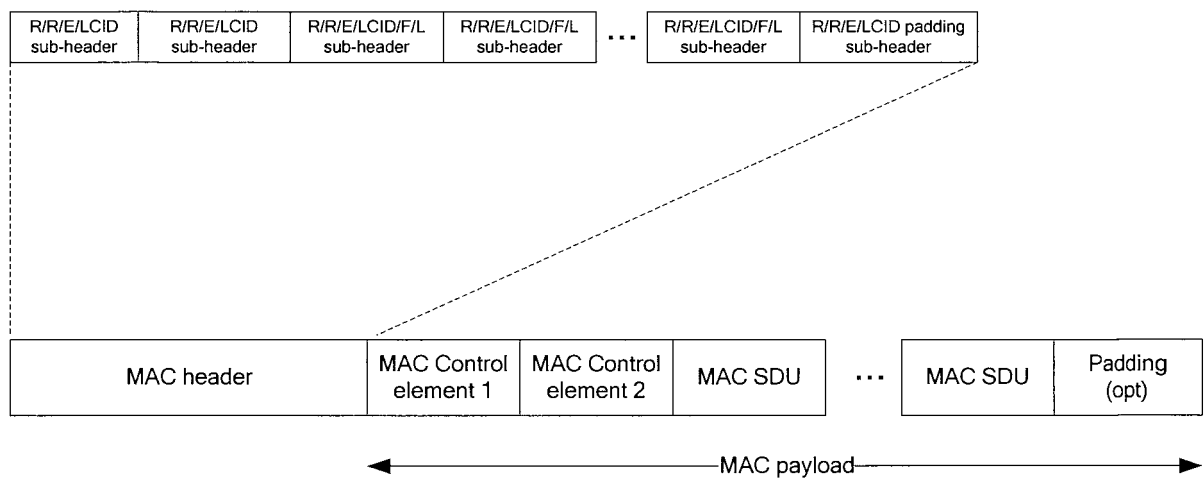 R/R/E/LCID sub-header
R/R/E/LCID sub-header
R/R/E/LCID/F/L sub-header
R/R/E/LCID/F/L sub-header
...
R/R/E/LCID/F/L sub-header
R/R/E/LCID padding sub-header
MAC header
MAC Control element 1
MAC Control element 2
MAC SDU
...
MAC SDU
Padding (opt)
MAC payload